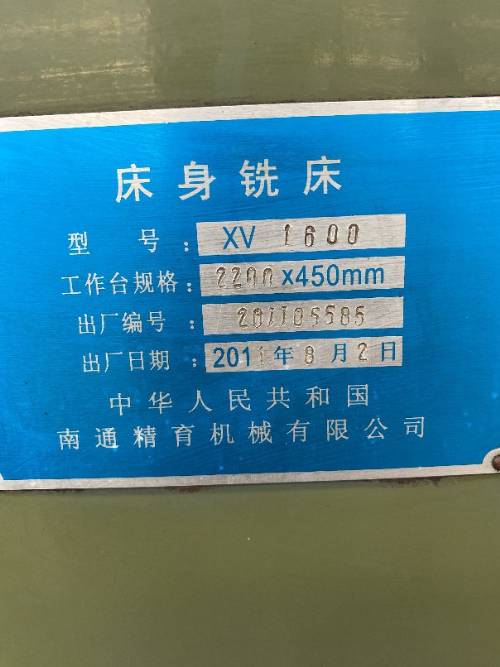 床身铣床
型号：XV 1600
工作台规格：2200x450mm
出厂编号：201105585
出厂日期：2011年8月2日
中华人民共和国
南通精育机械有限公司